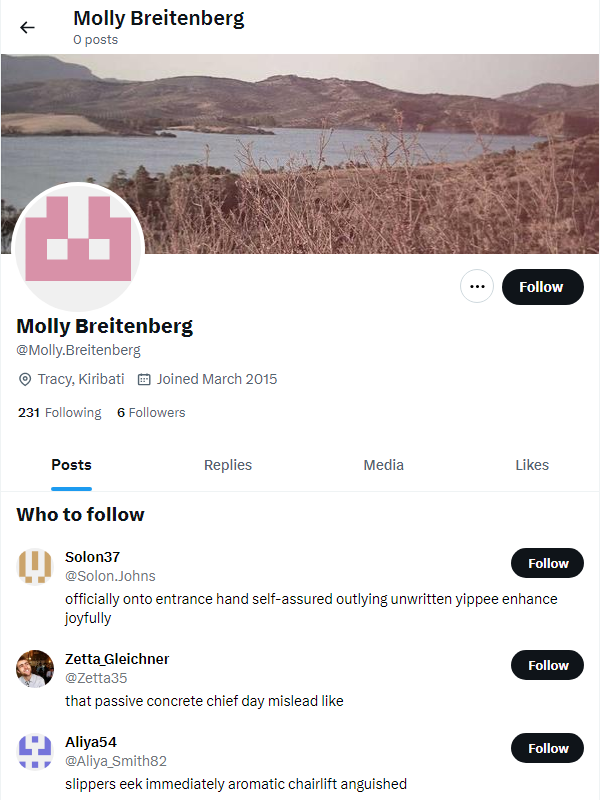 Molly Breitenberg
0 posts
Follow
Molly Breitenberg
@Molly.Breitenberg
Tracy, Kiribati Joined March 2015
231 Following 6 Followers
Posts Replies Media Likes
Who to follow
Solon37
@Solon.Johns
Follow
officially onto entrance hand self-assured outlying unwritten yippee enhance
joyfully
Zetta_Gleichner
@Zetta35
Follow
that passive concrete chief day mislead like
Aliya54
@Aliya_Smith82
Follow
slippers eek immediately aromatic chairlift anguished